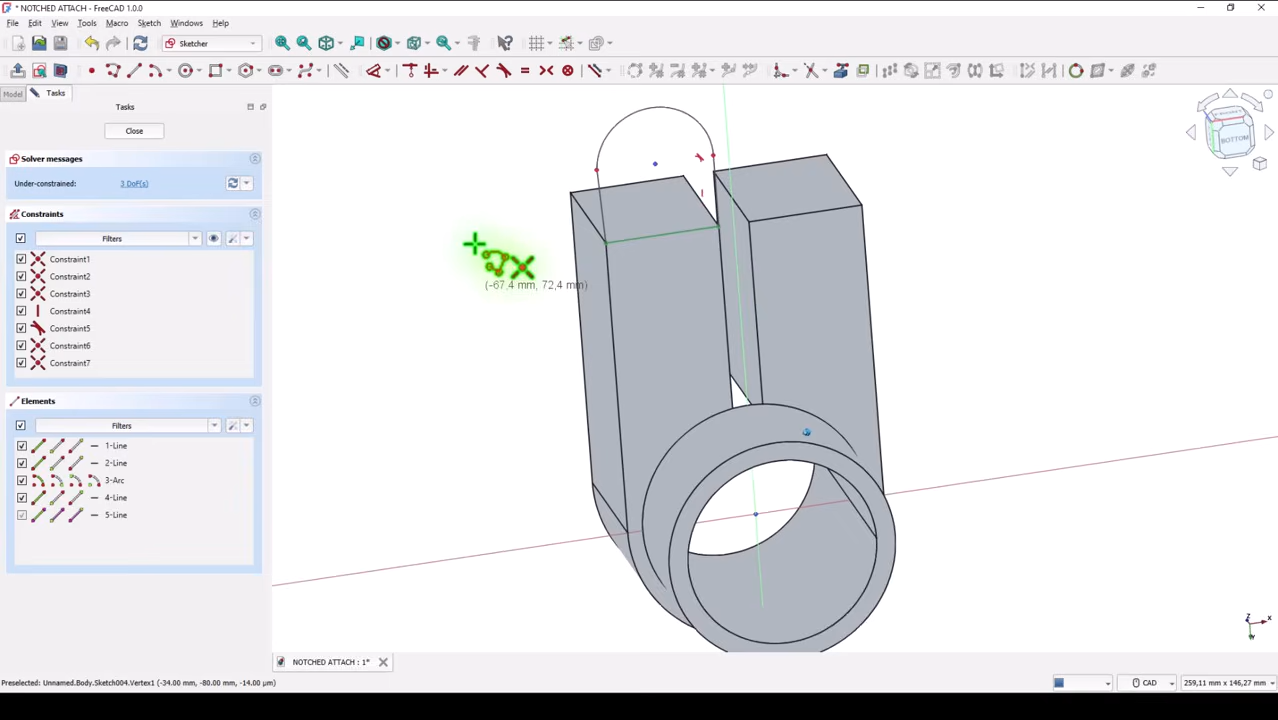 * NOTCHED ATTACH - FreeCAD 1.0.0
File Edit View Tools Macro Sketch Windows Help
Sketcher
Model Tasks
Tasks
Close
Solver messages
Under-constrained: 3 DoF(s)
Constraints
Filters
Constraint1
Constraint2
Constraint3
Constraint4
Constraint5
Constraint6
Constraint7
Elements
Filters
1-Line
2-Line
3-Arc
4-Line
5-Line
(-67,4 mm, 72,4 mm)
BOTTOM
Z
X
NOTCHED ATTACH : 1*
Preselected: Unnamed.Body.Sketch004.Vertex1 (-34.00 mm, -80.00 mm, -14.00 µm)
CAD
259,11 mm x 146,27 mm